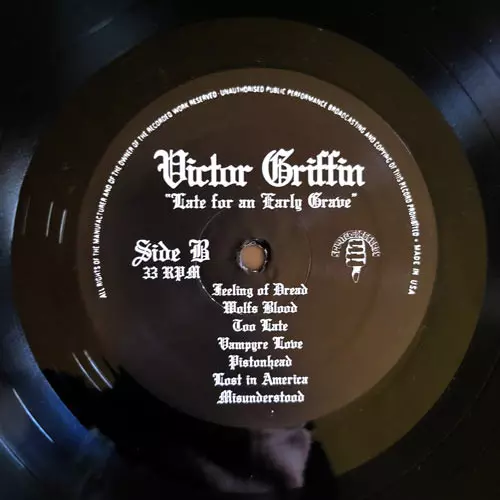 ALL RIGHTS OF THE MANUFACTURER AND OF THE OWNER OF THE RECORDED WORK RESERVED · UNAUTHORISED PUBLIC PERFORMANCE BROADCASTING AND COPYING OF THIS RECORD PROHIBITED • MADE IN USA
Victor Griffin
"Late for an Early Grave"
Side B
33 RPM
Feeling of Dread
Wolfs Blood
Too Late
Vampyre Love
Pistonhead
Lost in America
Misunderstood